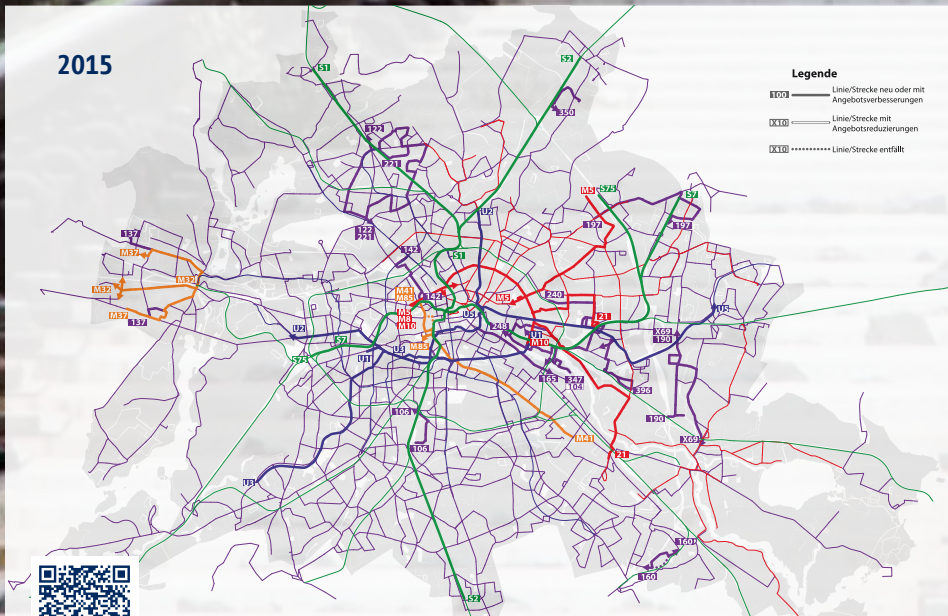 2015
Legende
100 Linie/Strecke neu oder mit
Angebotsverbesserungen
X10 Linie/Strecke mit
Angebotsreduzierungen
X10 Linie/Strecke entfällt
S1
S2
350
122
221
M5
S75
S7
197
197
U2
122
221
137
M37
142
S1
M32
M32
M41
M85
142
M5
240
M37
137
M5
M8
M10
U5
21
U5
U2
248
U1
M10
X69
190
S7
U3
M85
S75
U1
165
347
104
396
106
190
M41
X69
106
21
U3
160
160
S2